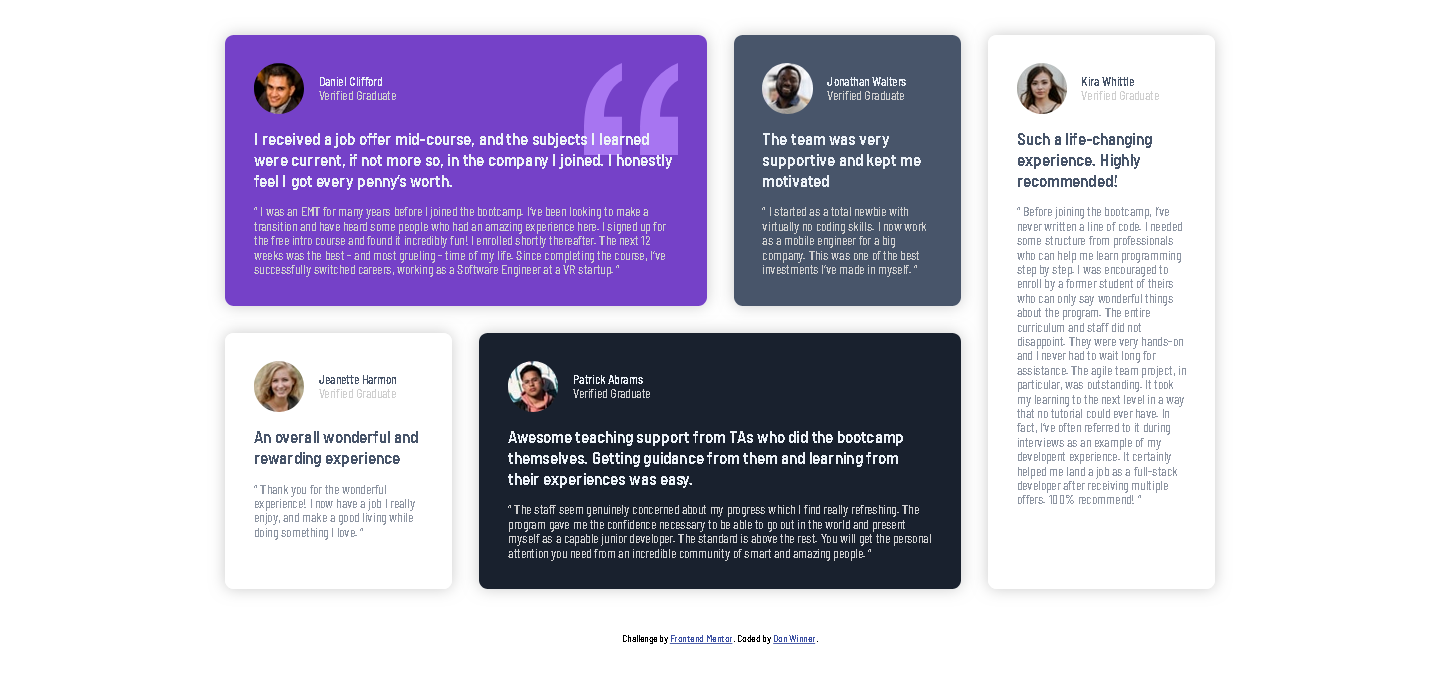 Daniel Clifford
Verified Graduate
I received a job offer mid-course, and the subjects I learned
were current, if not more so, in the company I joined. I honestly
feel I got every penny's worth.
“ I was an EMT for many years before I joined the bootcamp. I've been looking to make a
transition and have heard some people who had an amazing experience here. I signed up for
the free intro course and found it incredibly fun! I enrolled shortly thereafter. The next 12
weeks was the best - and most grueling - time of my life. Since completing the course, I've
successfully switched careers, working as a Software Engineer at a VR startup. ”
Jonathan Walters
Verified Graduate
The team was very
supportive and kept me
motivated
“ I started as a total newbie with
virtually no coding skills. I now work
as a mobile engineer for a big
company. This was one of the best
investments I've made in myself. ”
Kira Whittle
Verified Graduate
Such a life-changing
experience. Highly
recommended!
“ Before joining the bootcamp, I've
never written a line of code. I needed
some structure from professionals
who can help me learn programming
step by step. I was encouraged to
enroll by a former student of theirs
who can only say wonderful things
about the program. The entire
curriculum and staff did not
disappoint. They were very hands-on
and I never had to wait long for
assistance. The agile team project, in
particular, was outstanding. It took
my learning to the next level in a way
that no tutorial could ever have. In
fact, I've often referred to it during
interviews as an example of my
developent experience. It certainly
helped me land a job as a full-stack
developer after receiving multiple
offers. 100% recommend! ”
Jeanette Harmon
Verified Graduate
An overall wonderful and
rewarding experience
“ Thank you for the wonderful
experience! I now have a job I really
enjoy, and make a good living while
doing something I love. ”
Patrick Abrams
Verified Graduate
Awesome teaching support from TAs who did the bootcamp
themselves. Getting guidance from them and learning from
their experiences was easy.
“ The staff seem genuinely concerned about my progress which I find really refreshing. The
program gave me the confidence necessary to be able to go out in the world and present
myself as a capable junior developer. The standard is above the rest. You will get the personal
attention you need from an incredible community of smart and amazing people. ”
Challenge by Frontend Mentor. Coded by Don Winner.